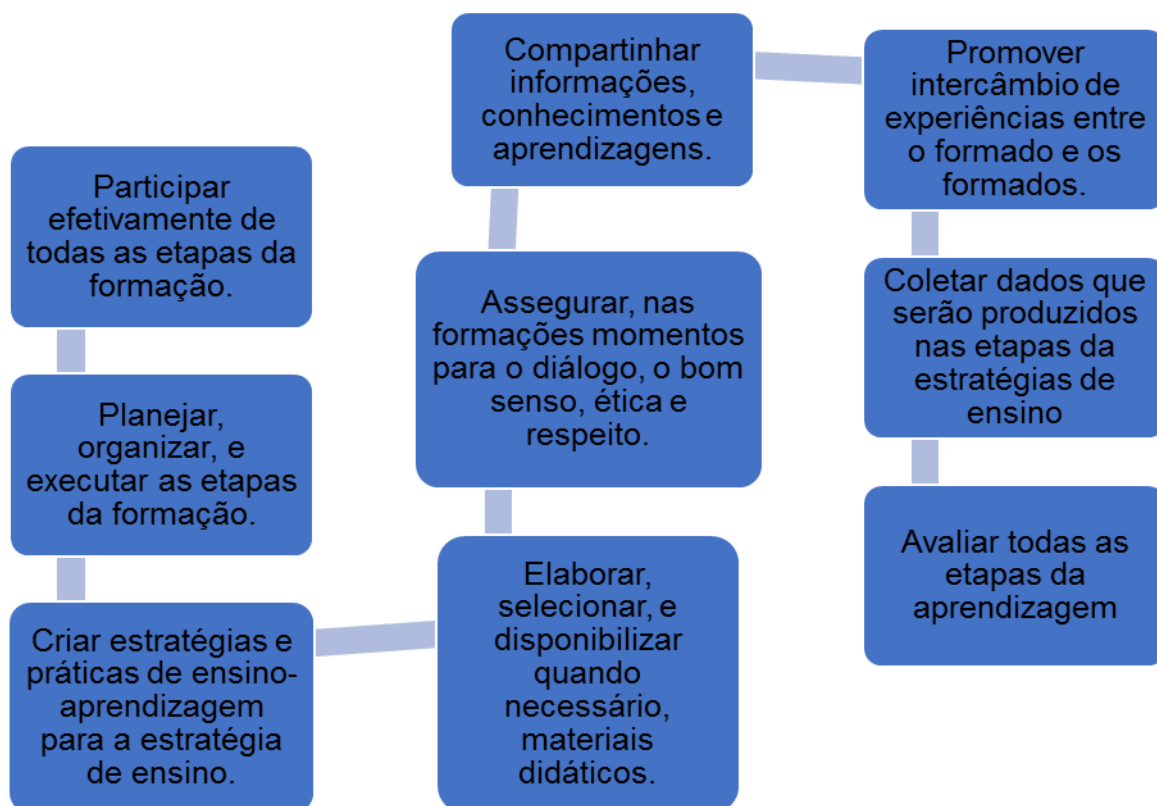 Participar
efetivamente de
todas as etapas da
formação.
Planejar,
organizar, e
executar as etapas
da formação.
Criar estratégias e
práticas de ensino-
aprendizagem
para a estratégia
de ensino.
Elaborar,
selecionar, e
disponibilizar
quando
necessário,
materiais
didáticos.
Assegurar, nas
formações momentos
para o diálogo, o bom
senso, ética e
respeito.
Compartinhar
informações,
conhecimentos e
aprendizagens.
Promover
intercâmbio de
experiências entre
o formado e os
formados.
Coletar dados que
serão produzidos
nas etapas da
estratégias de
ensino
Avaliar todas as
etapas da
aprendizagem